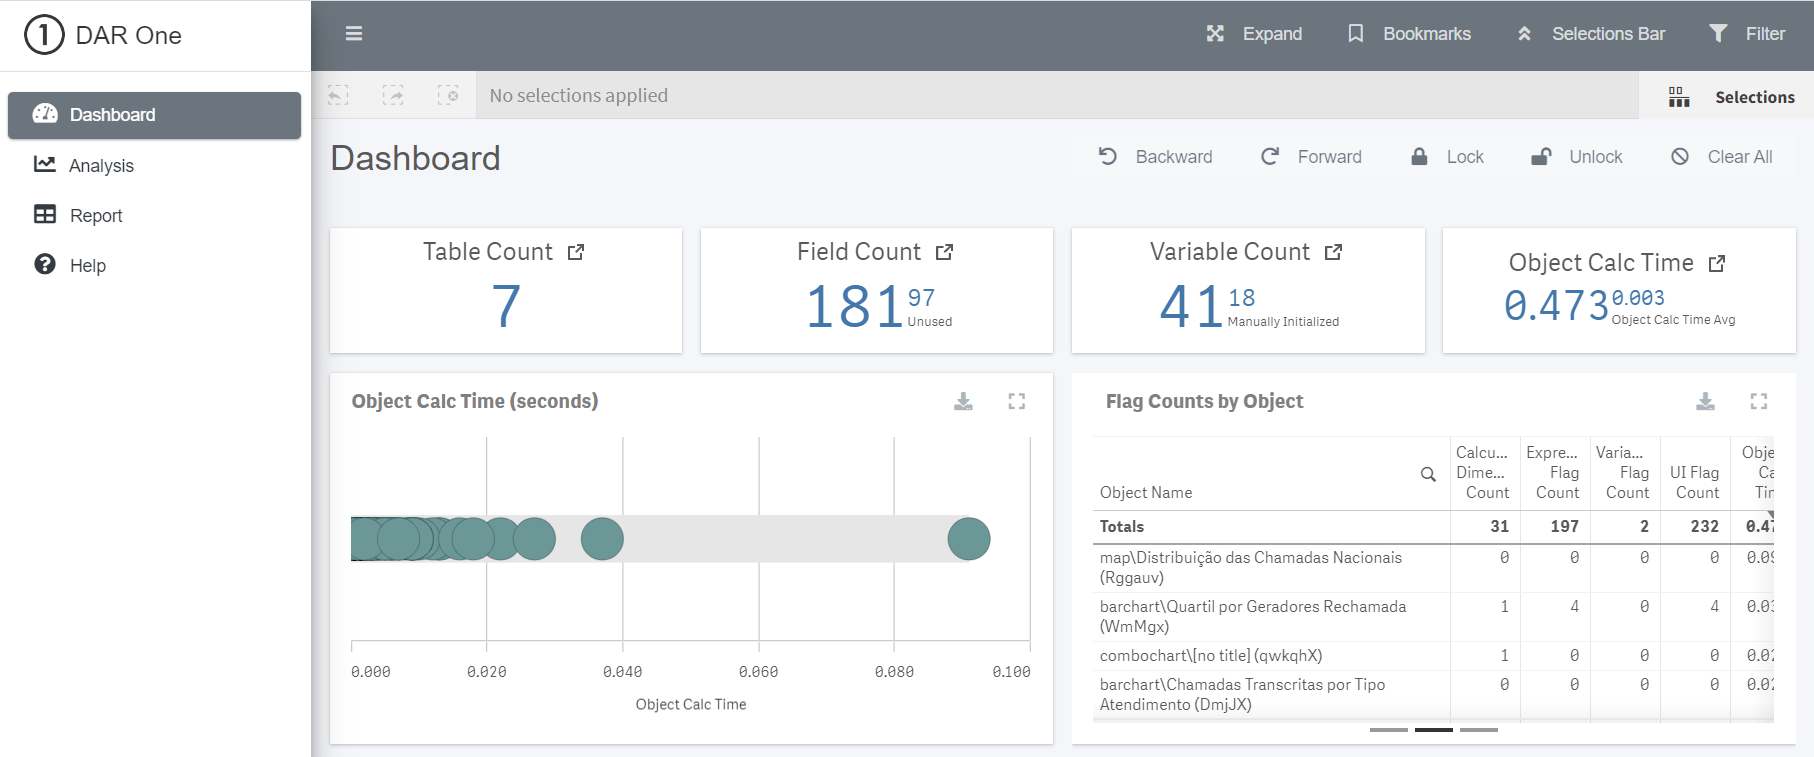 1 DAR One
Expand Bookmarks Selections Bar Filter
No selections applied
Selections
Dashboard
Analysis
Report
Help
Dashboard
Backward Forward Lock Unlock Clear All
Table Count
7
Field Count
181 97
Unused
Variable Count
41 18
Manually Initialized
Object Calc Time
0.473 0.003
Object Calc Time Avg
Object Calc Time (seconds)
0.000 0.020 0.040 0.060 0.080 0.100
Object Calc Time
Flag Counts by Object
Calcu... Expre... Varia... Obje
Dime... Flag Flag UI Flag Ca
Object Name Count Count Count Count Tim
Totals 31 197 2 232 0.47
map\Distribuição das Chamadas Nacionais
(Rggauv) 0 0 0 0 0.09
barchart\Quartil por Geradores Rechamada
(WmMgx) 1 4 0 4 0.03
combochart\[no title] (qwkqhX) 1 0 0 0 0.02
barchart\Chamadas Transcritas por Tipo
Atendimento (DmjJX) 0 0 0 0 0.02